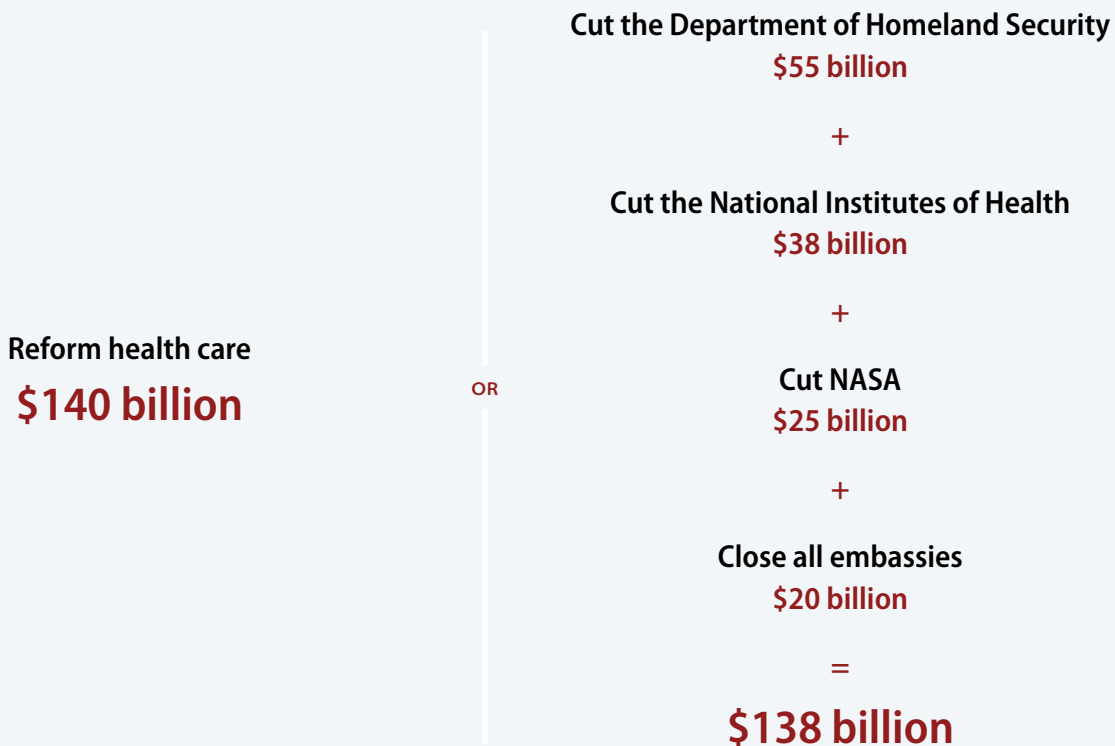 Reform health care
$140 billion
OR
Cut the Department of Homeland Security
$55 billion
+
Cut the National Institutes of Health
$38 billion
+
Cut NASA
$25 billion
+
Close all embassies
$20 billion
=
$138 billion